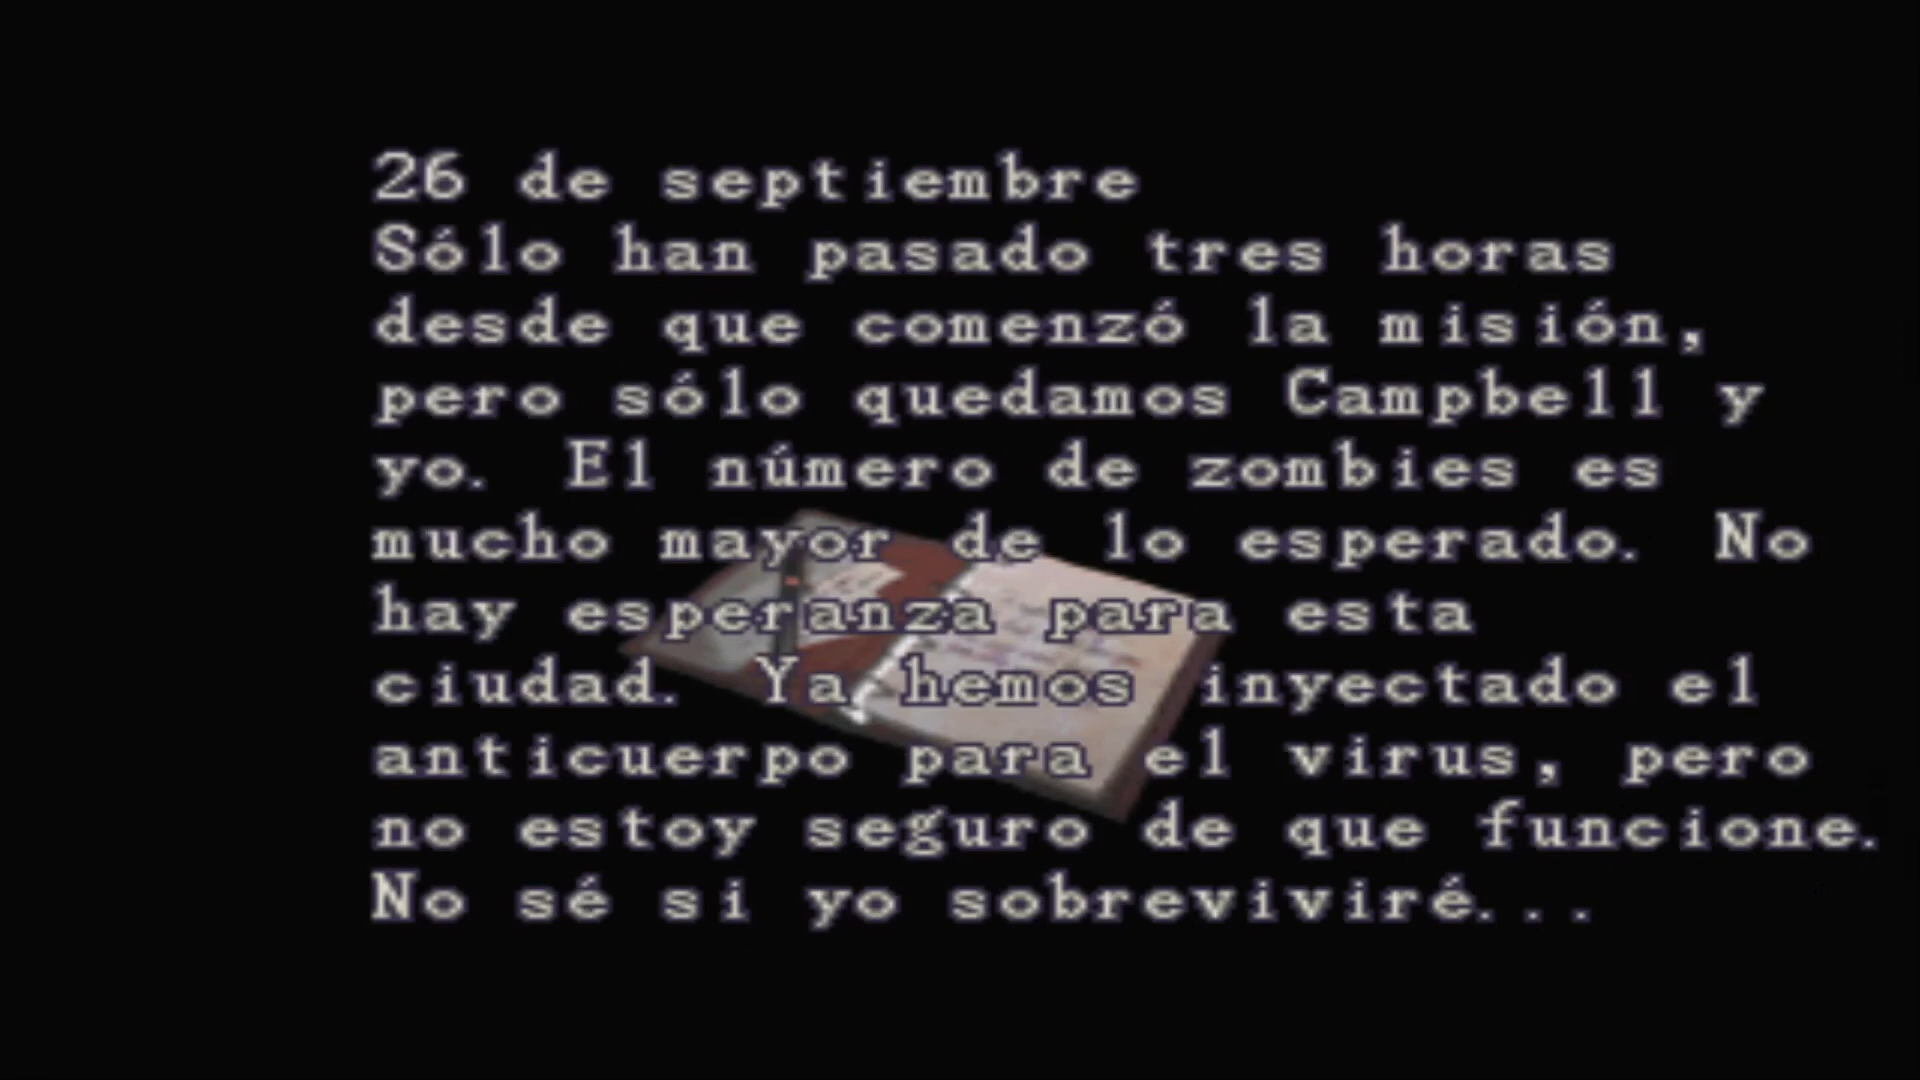 26 de septiembre
Sólo han pasado tres horas
desde que comenzó la misión,
pero sólo quedamos Campbell y
yo. El número de zombies es
mucho mayor de lo esperado. No
hay esperanza para esta
ciudad. Ya hemos inyectado el
anticuerpo para el virus, pero
no estoy seguro de que funcione.
No sé si yo sobreviviré...